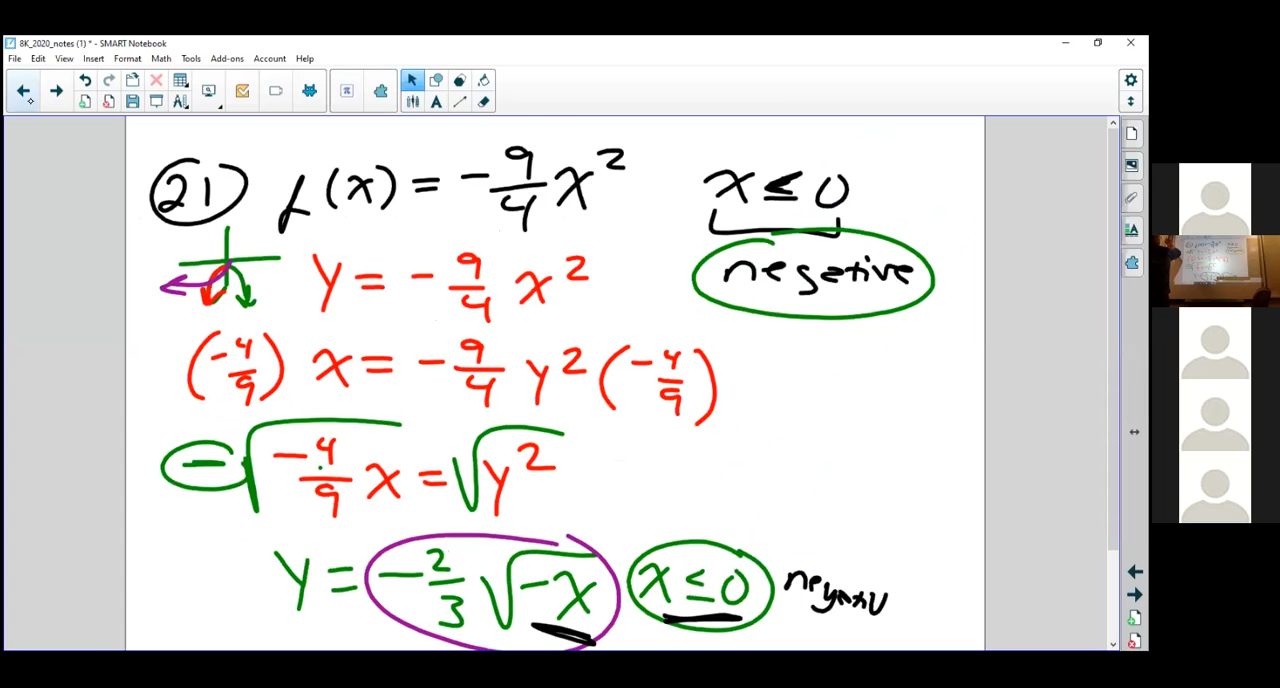 8K_2020_notes (1) * - SMART Notebook
File Edit View Insert Format Math Tools Add-ons Account Help
21 f(x) = -9/4 x² x ≤ 0
y = -9/4 x² negative
(-4/9) x = -9/4 y² (-4/9)
-√(-4/9 x) = √(y²)
y = -2/3 √(-x) x ≤ 0